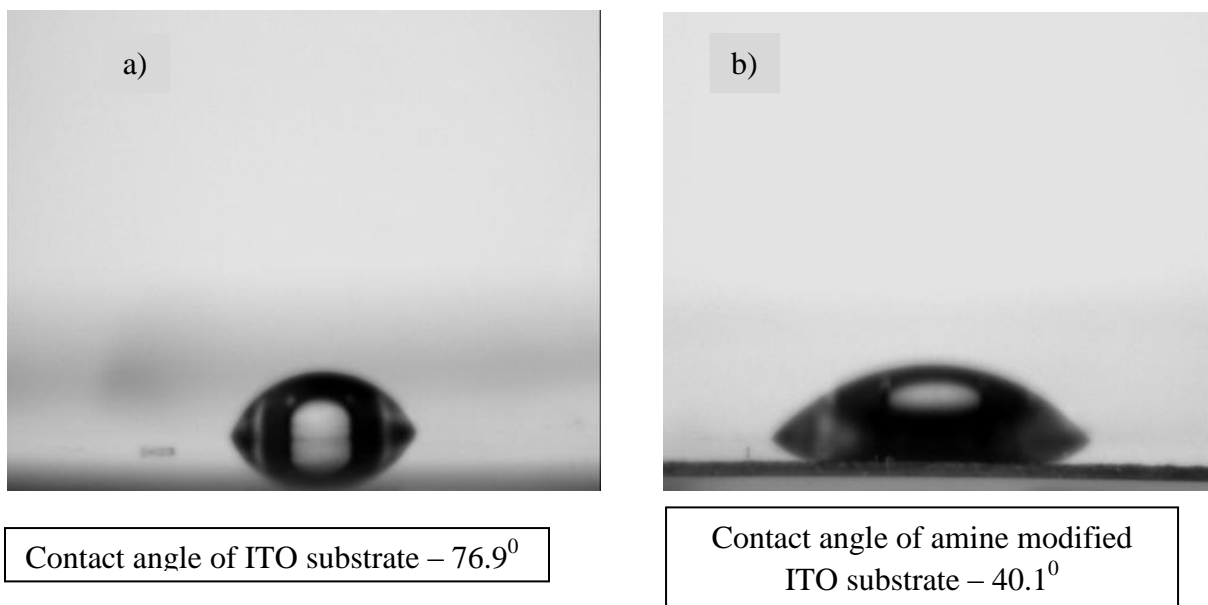 a)
b)
Contact angle of ITO substrate – 76.9⁰
Contact angle of amine modified
ITO substrate – 40.1⁰